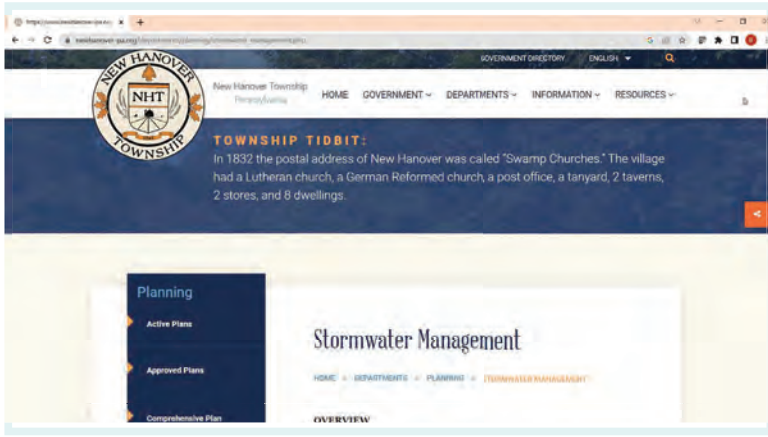 NEW HANOVER
NHT
TOWNSHIP
GOVERNMENT DIRECTORY ENGLISH
New Hanover Township
Pennsylvania
HOME GOVERNMENT DEPARTMENTS INFORMATION RESOURCES
TOWNSHIP TIDBIT:
In 1832 the postal address of New Hanover was called "Swamp Churches." The village
had a Lutheran church, a German Reformed church, a post office, a tanyard, 2 taverns,
2 stores, and 8 dwellings.
Planning
Active Plans
Approved Plans
Comprehensive Plan
Stormwater Management
HOME DEPARTMENTS PLANNING STORMWATER MANAGEMENT
OVERVIEW